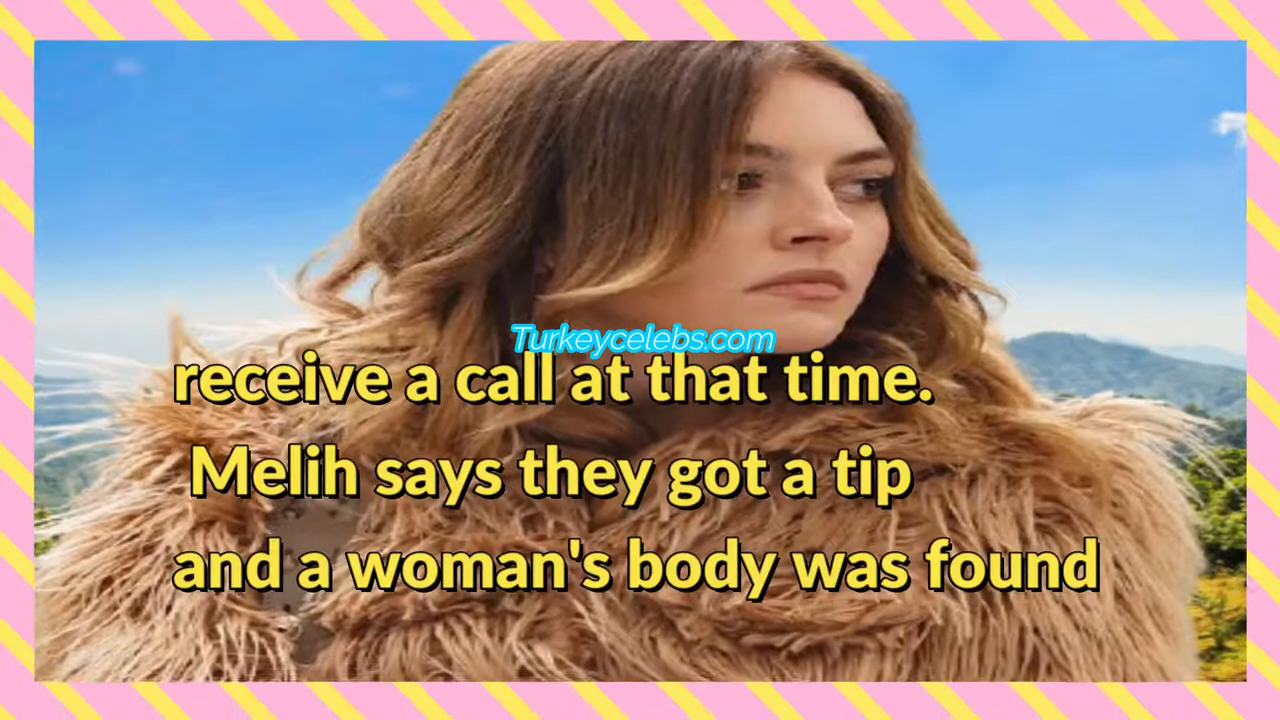 Turkeycelebs.com
receive a call at that time.
Melih says they got a tip
and a woman's body was found